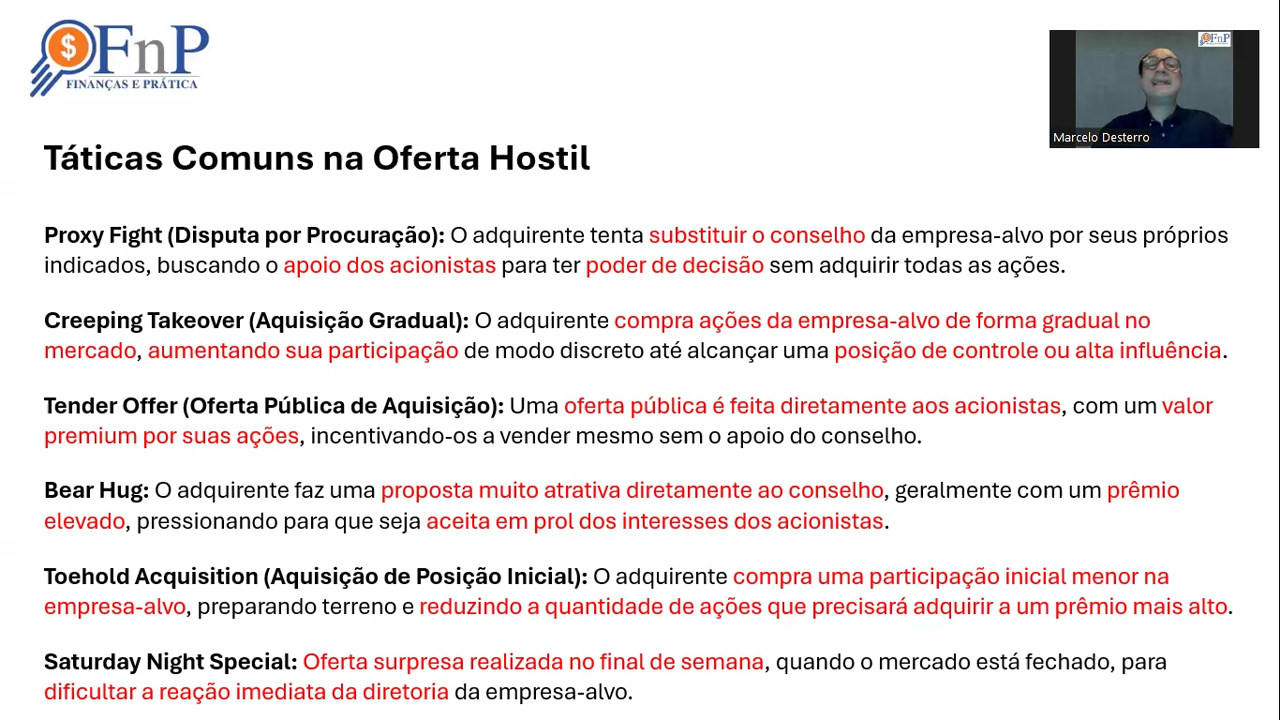 FnP
FINANÇAS E PRÁTICA
Marcelo Desterro
Táticas Comuns na Oferta Hostil
Proxy Fight (Disputa por Procuração): O adquirente tenta substituir o conselho da empresa-alvo por seus próprios
indicados, buscando o apoio dos acionistas para ter poder de decisão sem adquirir todas as ações.
Creeping Takeover (Aquisição Gradual): O adquirente compra ações da empresa-alvo de forma gradual no
mercado, aumentando sua participação de modo discreto até alcançar uma posição de controle ou alta influência.
Tender Offer (Oferta Pública de Aquisição): Uma oferta pública é feita diretamente aos acionistas, com um valor
premium por suas ações, incentivando-os a vender mesmo sem o apoio do conselho.
Bear Hug: O adquirente faz uma proposta muito atrativa diretamente ao conselho, geralmente com um prêmio
elevado, pressionando para que seja aceita em prol dos interesses dos acionistas.
Toehold Acquisition (Aquisição de Posição Inicial): O adquirente compra uma participação inicial menor na
empresa-alvo, preparando terreno e reduzindo a quantidade de ações que precisará adquirir a um prêmio mais alto.
Saturday Night Special: Oferta surpresa realizada no final de semana, quando o mercado está fechado, para
dificultar a reação imediata da diretoria da empresa-alvo.